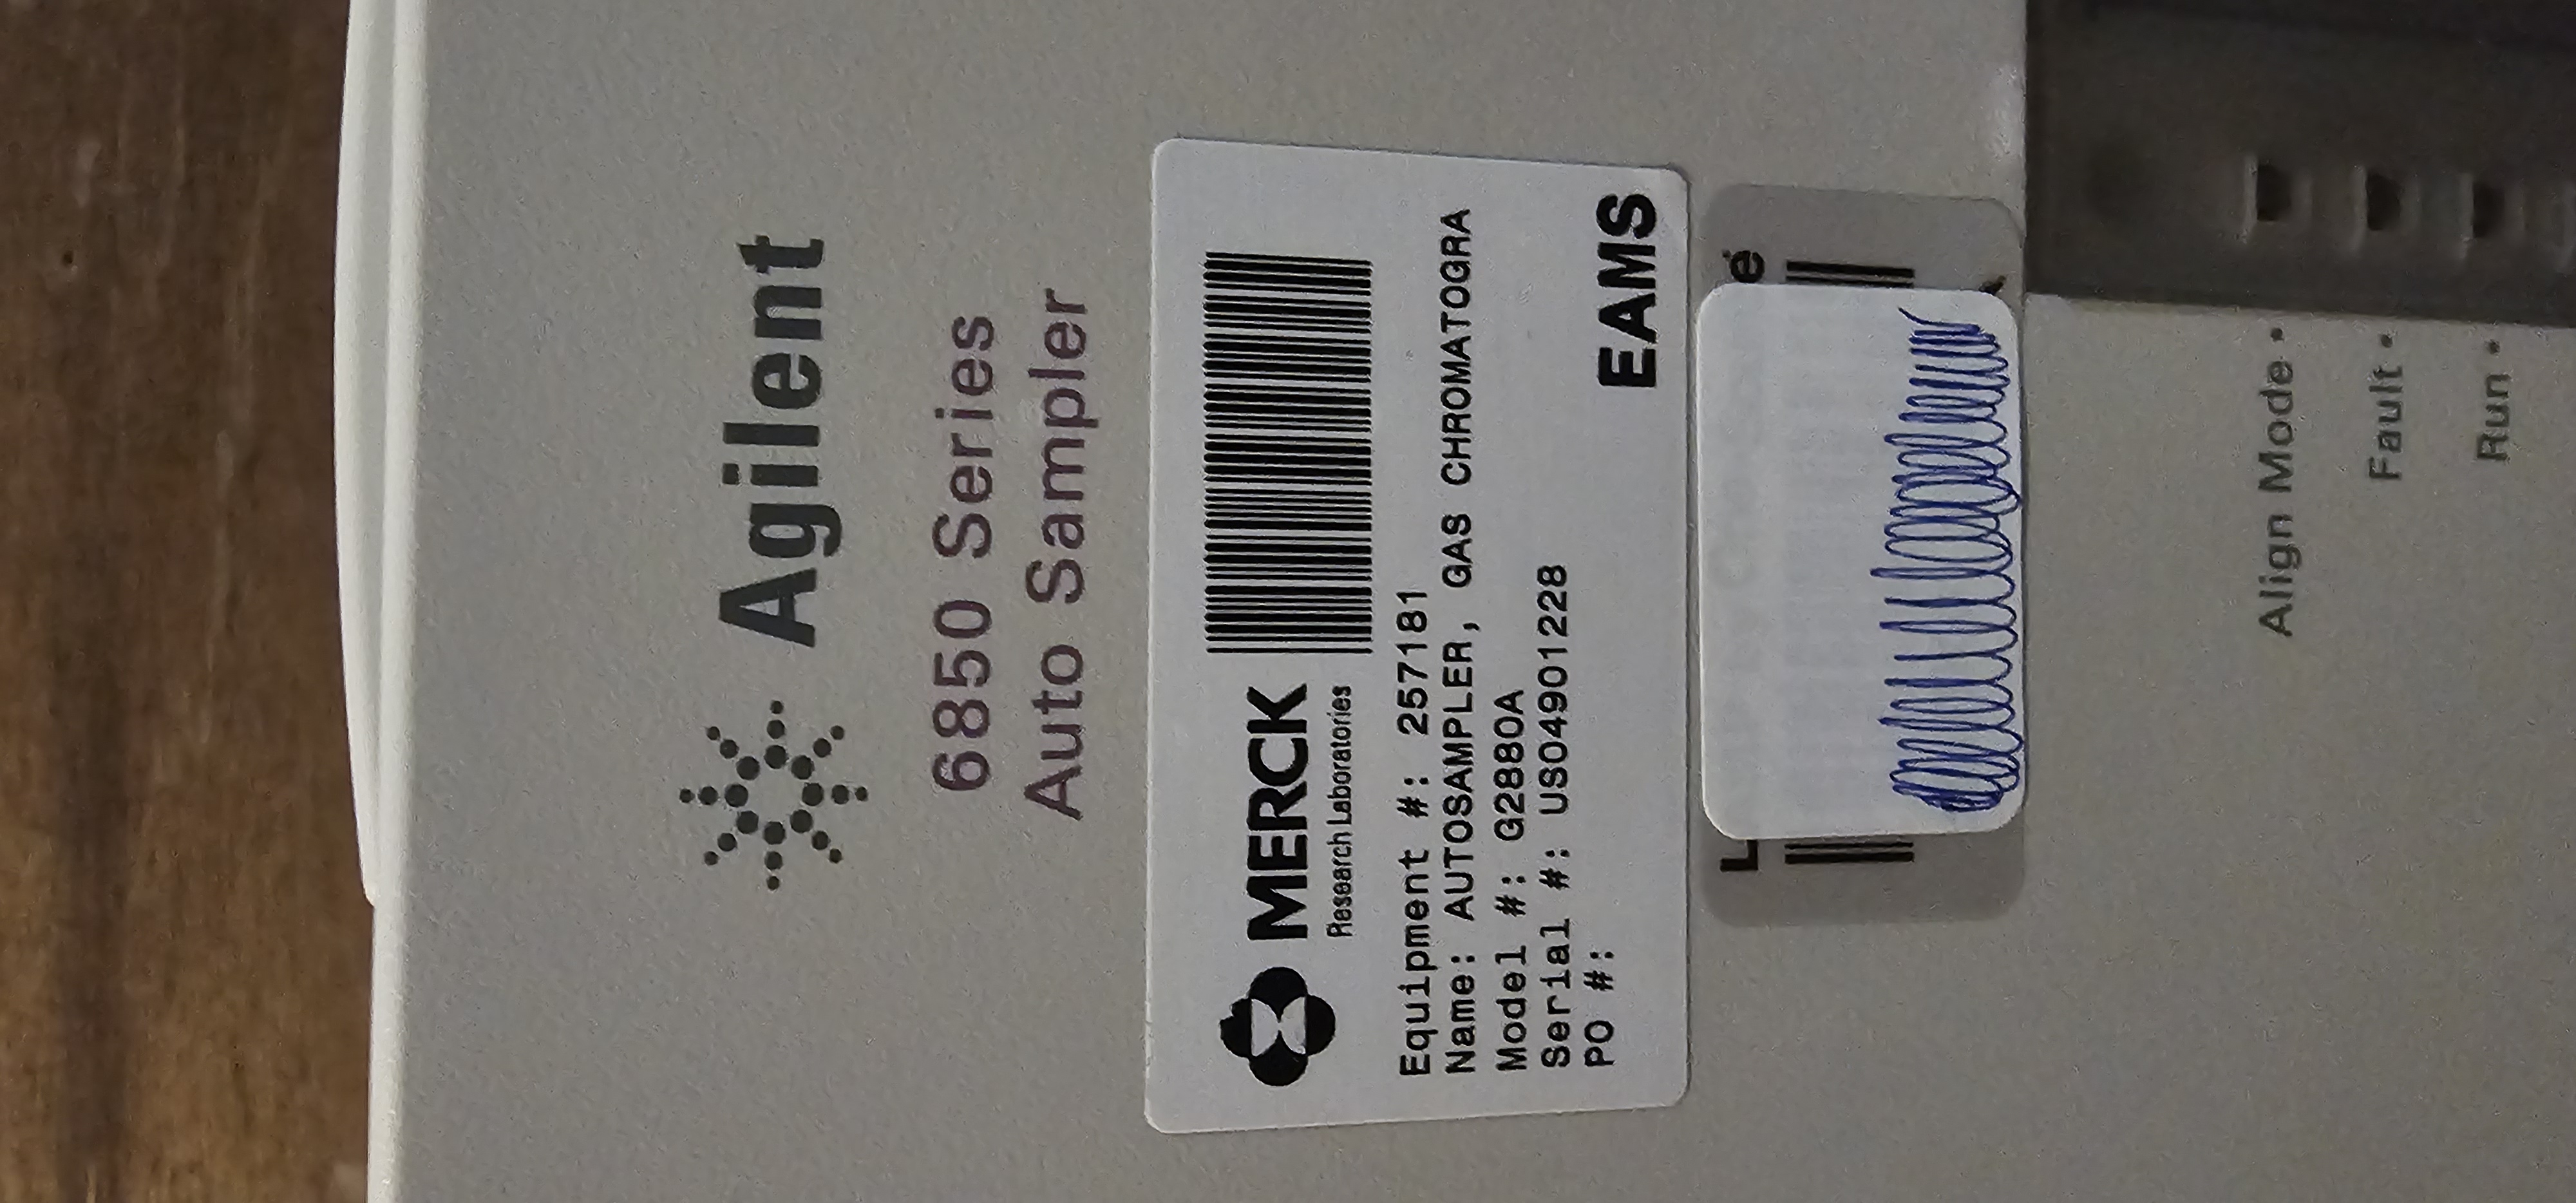 Agilent
6850 Series
Auto Sampler
MERCK
Research Laboratories
Equipment #: 257181
Name: AUTOSAMPLER, GAS CHROMATOGRA
Model #: G2880A
Serial #: US04901228
PO #:
EAMS
Align Mode
Fault
Run